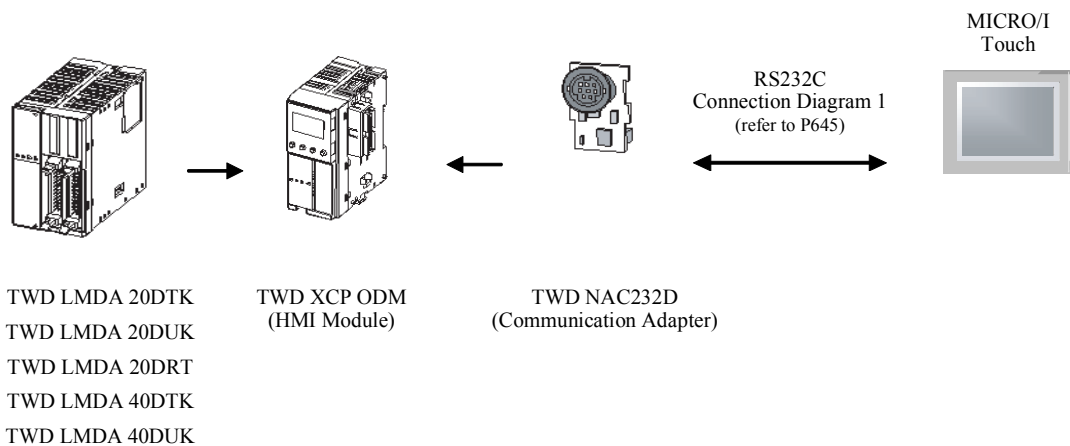 MICRO/I
Touch
RS232C
Connection Diagram 1
(refer to P645)
TWD LMDA 20DTK
TWD LMDA 20DUK
TWD LMDA 20DRT
TWD LMDA 40DTK
TWD LMDA 40DUK
TWD XCP ODM
(HMI Module)
TWD NAC232D
(Communication Adapter)